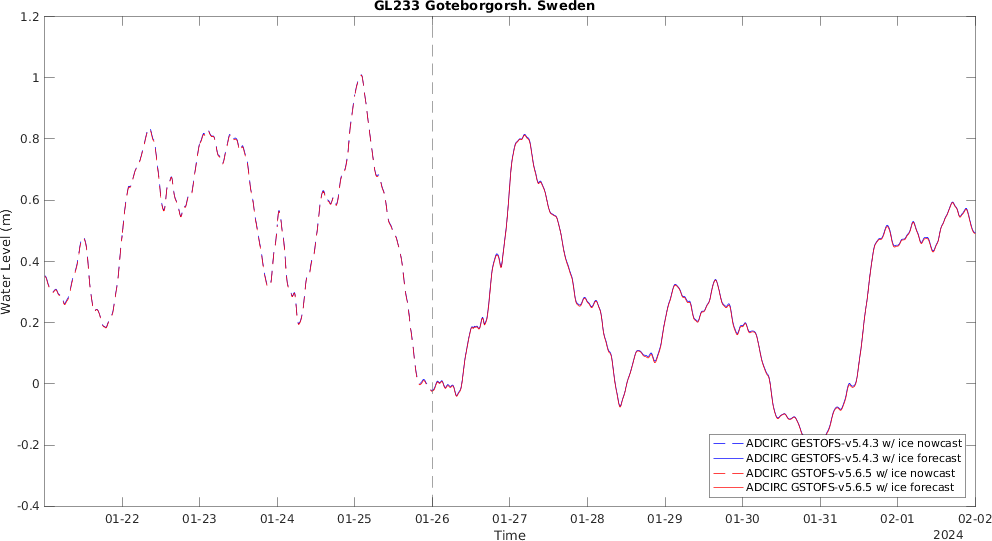 GL233 Goteborgorsh. Sweden
1.2
1
0.8
0.6
0.4
0.2
0
-0.2
-0.4
Water Level (m)
ADCIRC GESTOFS-v5.4.3 w/ ice nowcast
ADCIRC GESTOFS-v5.4.3 w/ ice forecast
ADCIRC GSTOFS-v5.6.5 w/ ice nowcast
ADCIRC GSTOFS-v5.6.5 w/ ice forecast
01-22 01-23 01-24 01-25 01-26 01-27 01-28 01-29 01-30 01-31 02-01 02-02
Time
2024